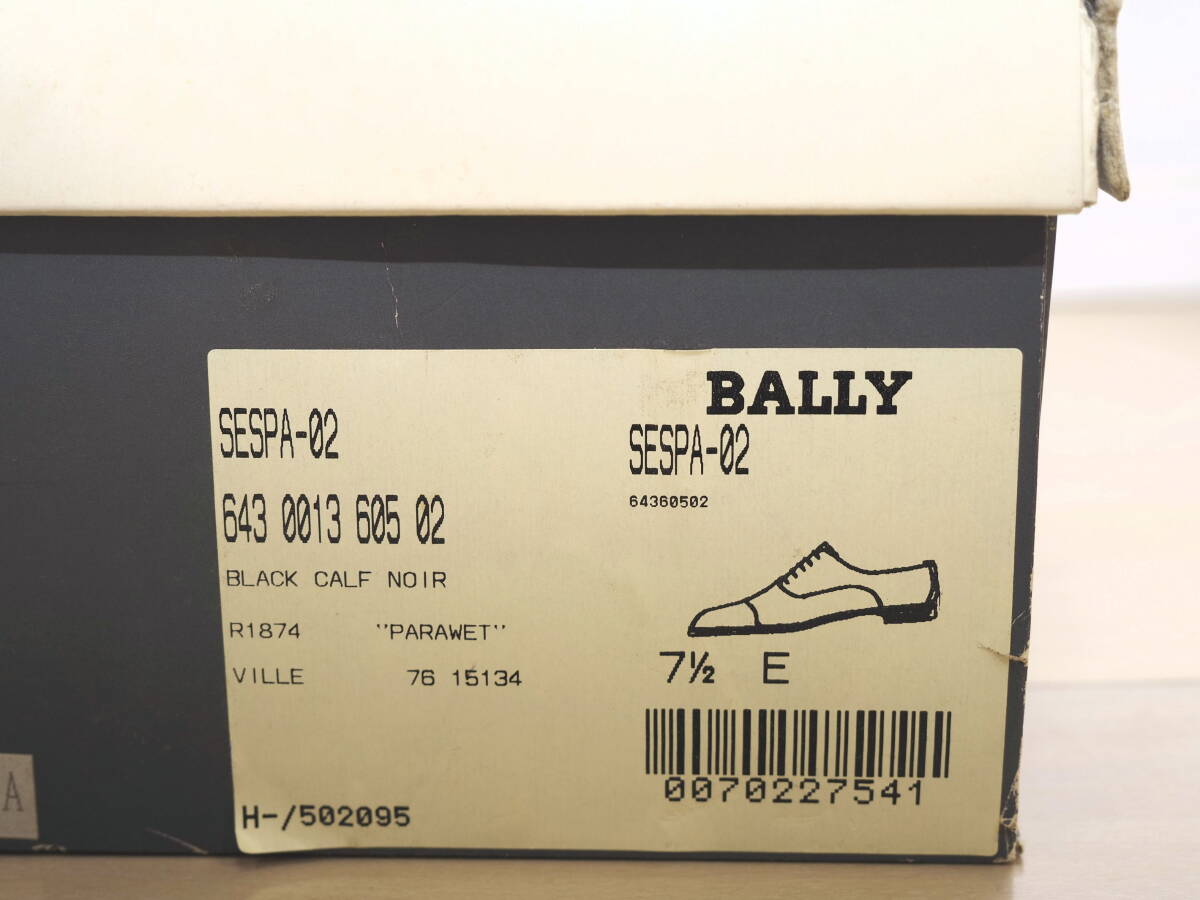 BALLY
SESPA-02
643 0013 605 02
BLACK CALF NOIR
R1874 "PARAWET"
VILLE 76 15134
H-/502095
SESPA-02
64360502
7½ E
0070227541
A